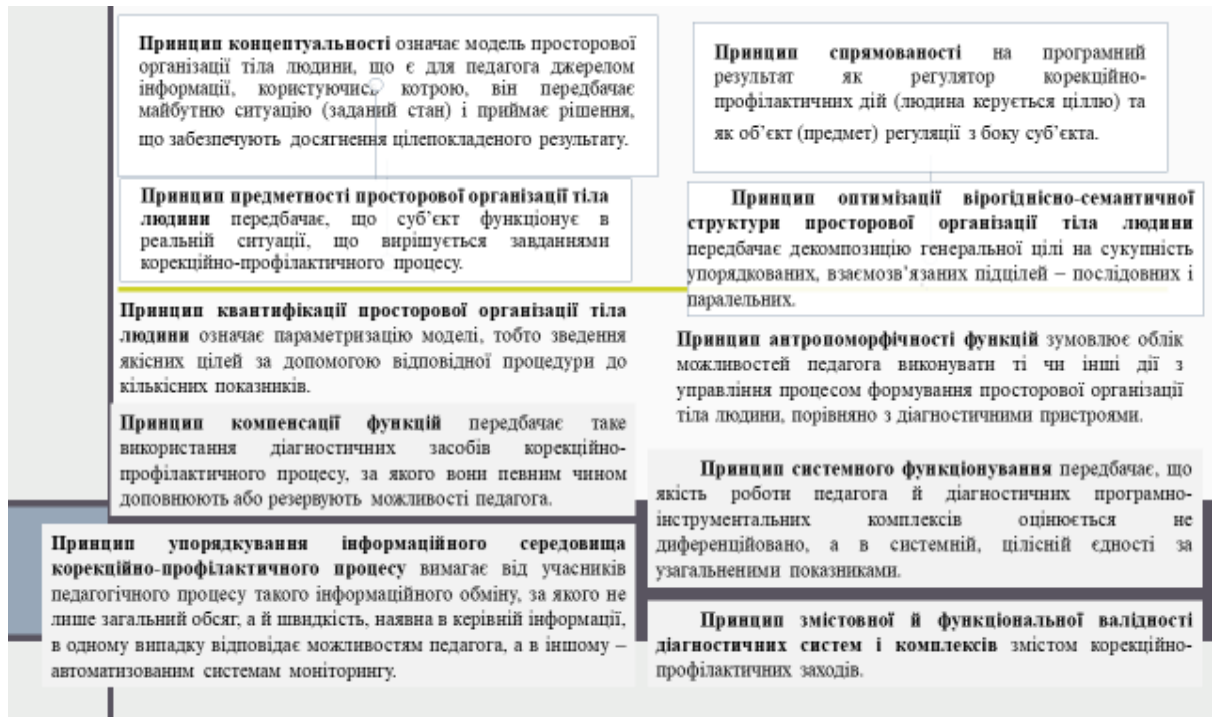 Принцип концептуальності означає модель просторової
організації тіла людини, що є для педагога джерелом
інформації, користуючись котрою, він передбачає
майбутню ситуацію (заданий стан) і приймає рішення,
що забезпечують досягнення цілепокладеного результату.
Принцип предметності просторової організації тіла
людини передбачає, що суб’єкт функціонує в
реальній ситуації, що вирішується завданнями
корекційно-профілактичного процесу.
Принцип квантифікації просторової організації тіла
людини означає параметризацію моделі, тобто зведення
якісних цілей за допомогою відповідної процедури до
кількісних показників.
Принцип компенсації функцій передбачає таке
використання діагностичних засобів корекційно-
профілактичного процесу, за якого вони певним чином
доповнюють або резервують можливості педагога.
Принцип упорядкування інформаційного середовища
корекційно-профілактичного процесу вимагає від учасників
педагогічного процесу такого інформаційного обміну, за якого не
лише загальний обсяг, а й швидкість, наявна в керівній інформації,
в одному випадку відповідає можливостям педагога, а в іншому –
автоматизованим системам моніторингу.
Принцип спрямованості на програмний
результат як регулятор корекційно-
профілактичних дій (людина керується ціллю) та
як об’єкт (предмет) регуляції з боку суб’єкта.
Принцип оптимізації вірогіднісно-семантичної
структури просторової організації тіла людини
передбачає декомпозицію генеральної цілі на сукупність
упорядкованих, взаємозв’язаних підцілей – послідовних і
паралельних.
Принцип антропоморфічності функцій зумовлює облік
можливостей педагога виконувати ті чи інші дії з
управління процесом формування просторової організації
тіла людини, порівняно з діагностичними пристроями.
Принцип системного функціонування передбачає, що
якість роботи педагога й діагностичних програмно-
інструментальних комплексів оцінюється не
диференційовано, а в системній, цілісній єдності за
узагальненими показниками.
Принцип змістовної й функціональної валідності
діагностичних систем і комплексів змістом корекційно-
профілактичних заходів.